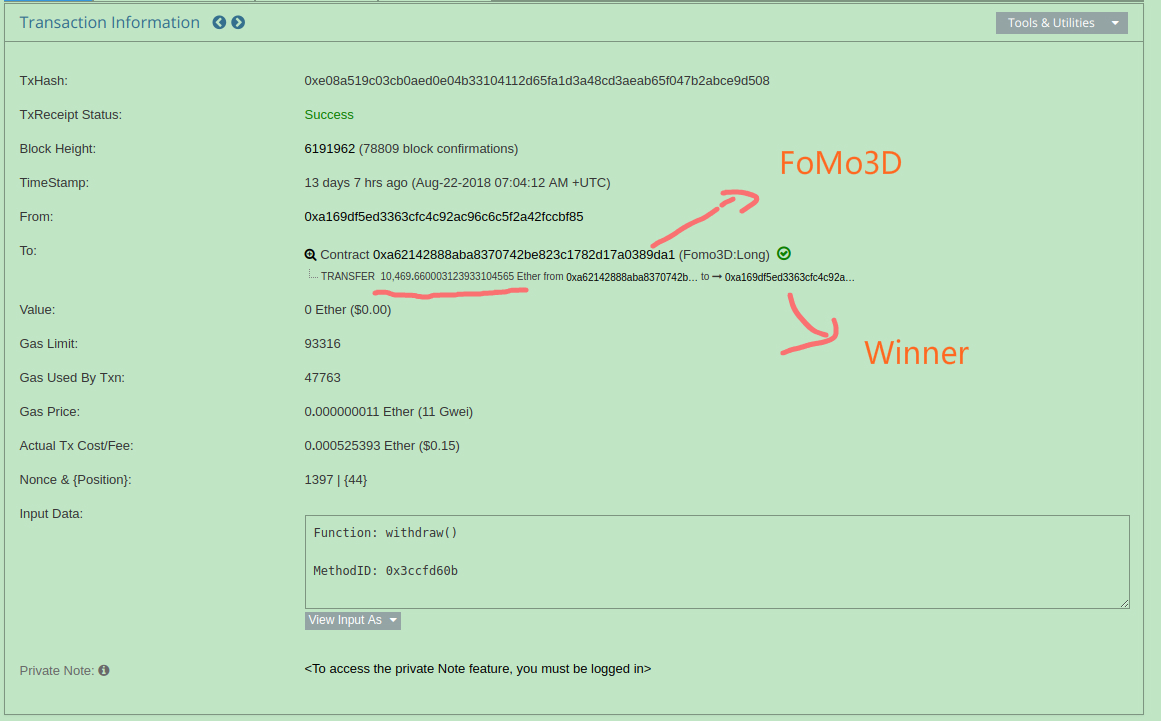 Transaction Information
Tools & Utilities
TxHash: 0xe08a519c03cb0aed0e04b33104112d65fa1d3a48cd3aeab65f047b2abce9d508
TxReceipt Status: Success
Block Height: 6191962 (78809 block confirmations)
FoMo3D
TimeStamp: 13 days 7 hrs ago (Aug-22-2018 07:04:12 AM +UTC)
From: 0xa169df5ed3363cfc4c92ac96c6c5f2a42fccbf85
To: Contract 0xa62142888aba8370742be823c1782d17a0389da1 (Fomo3D:Long)
TRANSFER 10,469.660003123933104565 Ether from 0xa62142888aba8370742b... to → 0xa169df5ed3363cfc4c92a...
Value: 0 Ether ($0.00)
Gas Limit: 93316
Winner
Gas Used By Txn: 47763
Gas Price: 0.000000011 Ether (11 Gwei)
Actual Tx Cost/Fee: 0.000525393 Ether ($0.15)
Nonce & {Position}: 1397 | {44}
Input Data:
Function: withdraw()
MethodID: 0x3ccfd60b
View Input As
Private Note: <To access the private Note feature, you must be logged in>